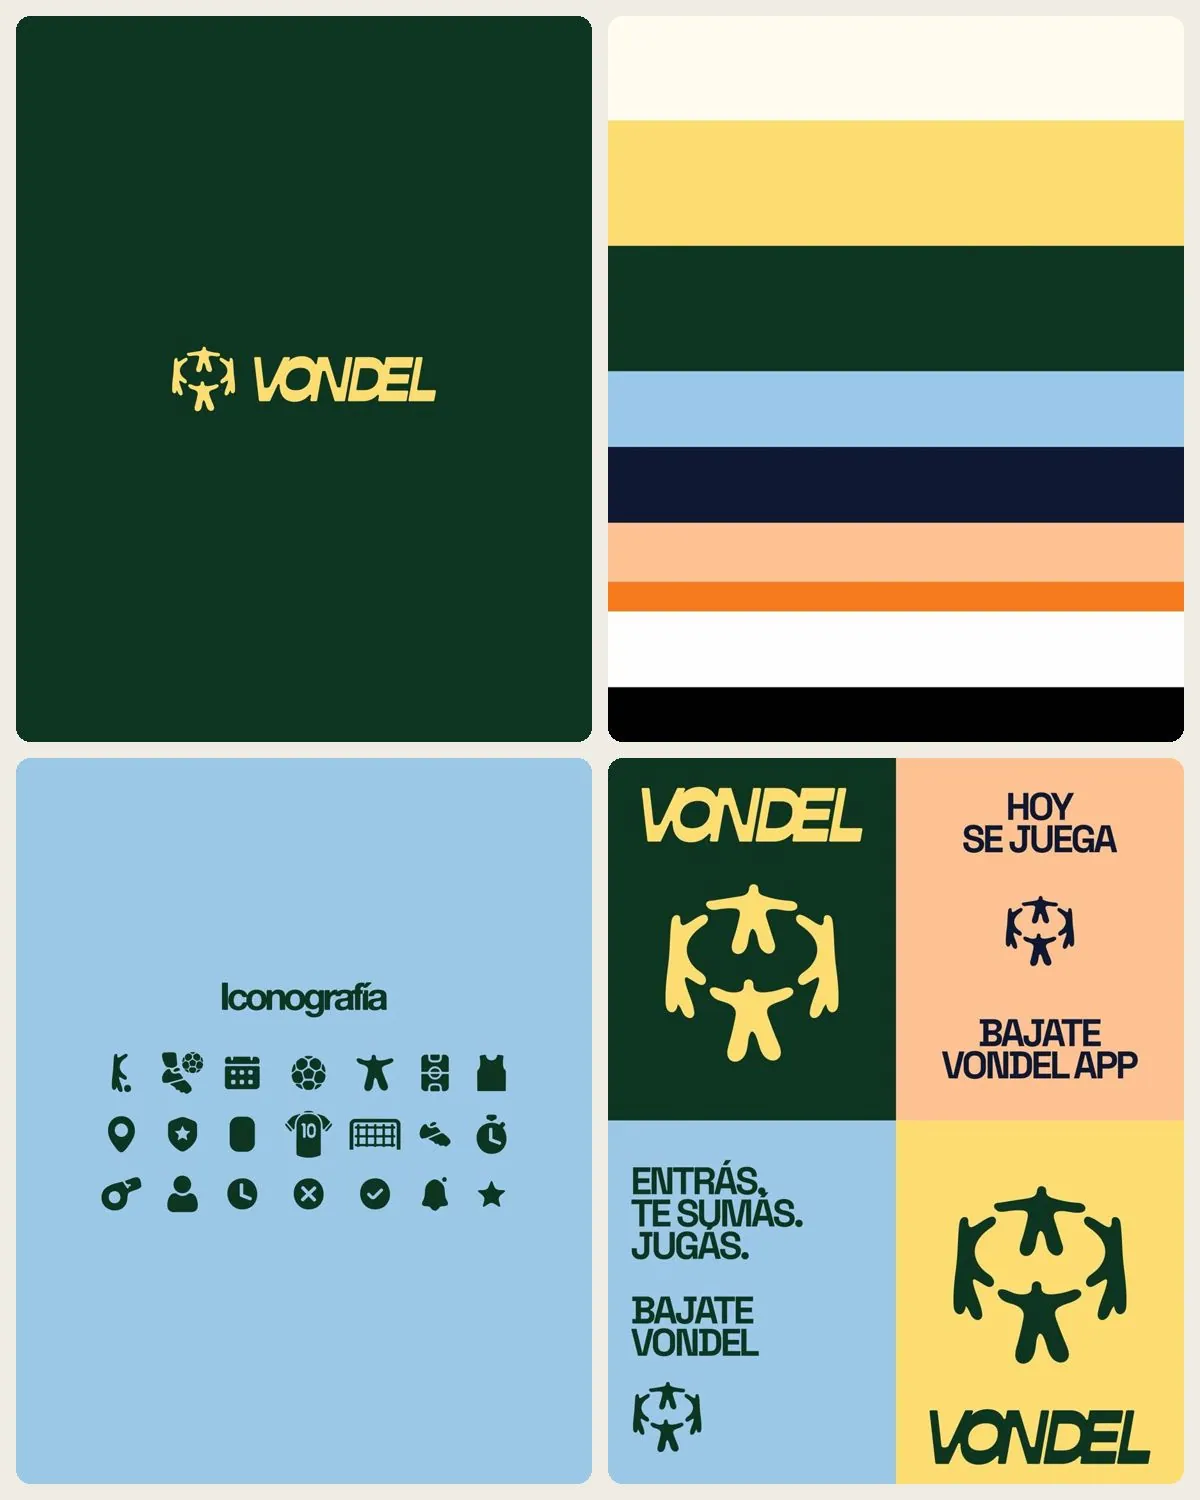 VONDEL
Iconografía
10
VONDEL
HOY
SE JUEGA
BAJATE
VONDEL APP
ENTRÁS.
TE SUMÁS.
JUGÁS.
BAJATE
VONDEL
VONDEL